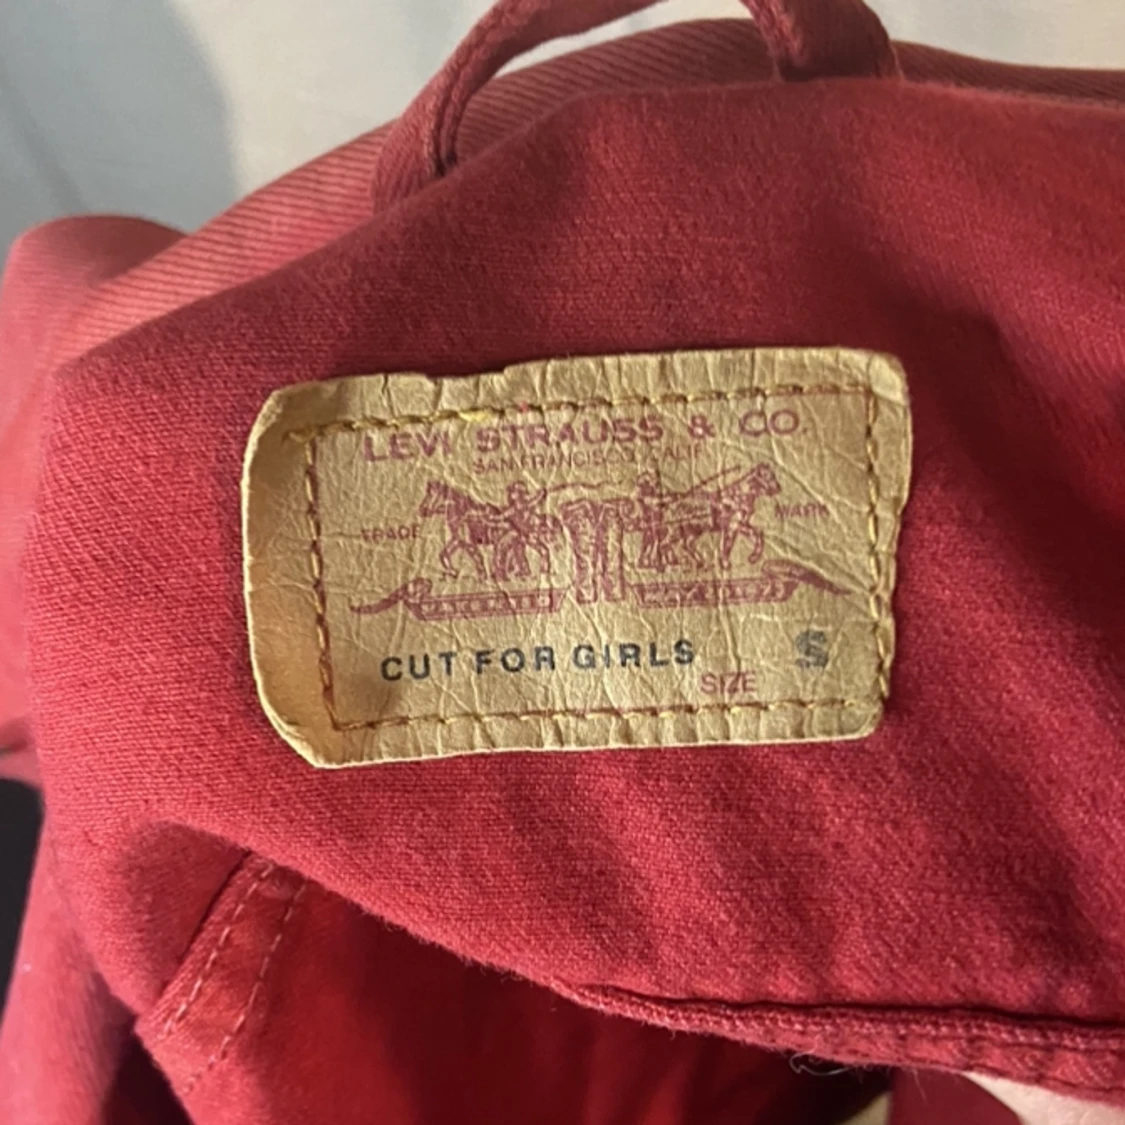 LEVI STRAUSS & CO.
SAN FRANCISCO, CALIF.
TRADE MARK
CUT FOR GIRLS S
SIZE